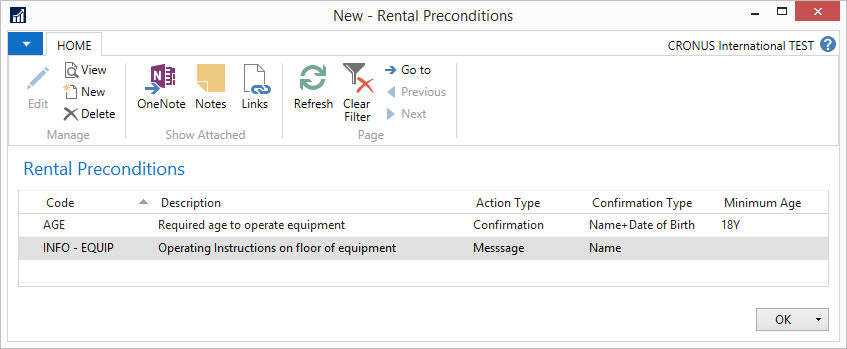 New - Rental Preconditions
HOME
CRONUS International TEST ?
Edit
View
New
Delete
Manage
OneNote
Notes
Links
Show Attached
Refresh
Clear
Filter
Go to
Previous
Next
Page
Rental Preconditions
Code Description Action Type Confirmation Type Minimum Age
AGE Required age to operate equipment Confirmation Name+Date of Birth 18Y
INFO - EQUIP Operating Instructions on floor of equipment Messsage Name
OK